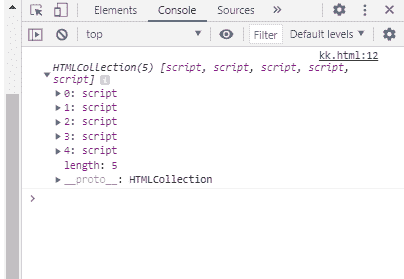 Elements Console Sources »
top Filter Default levels ▼
kk.html:12
HTMLCollection(5) [script, script, script, script,
script] i
0: script
1: script
2: script
3: script
4: script
length: 5
__proto__: HTMLCollection
>